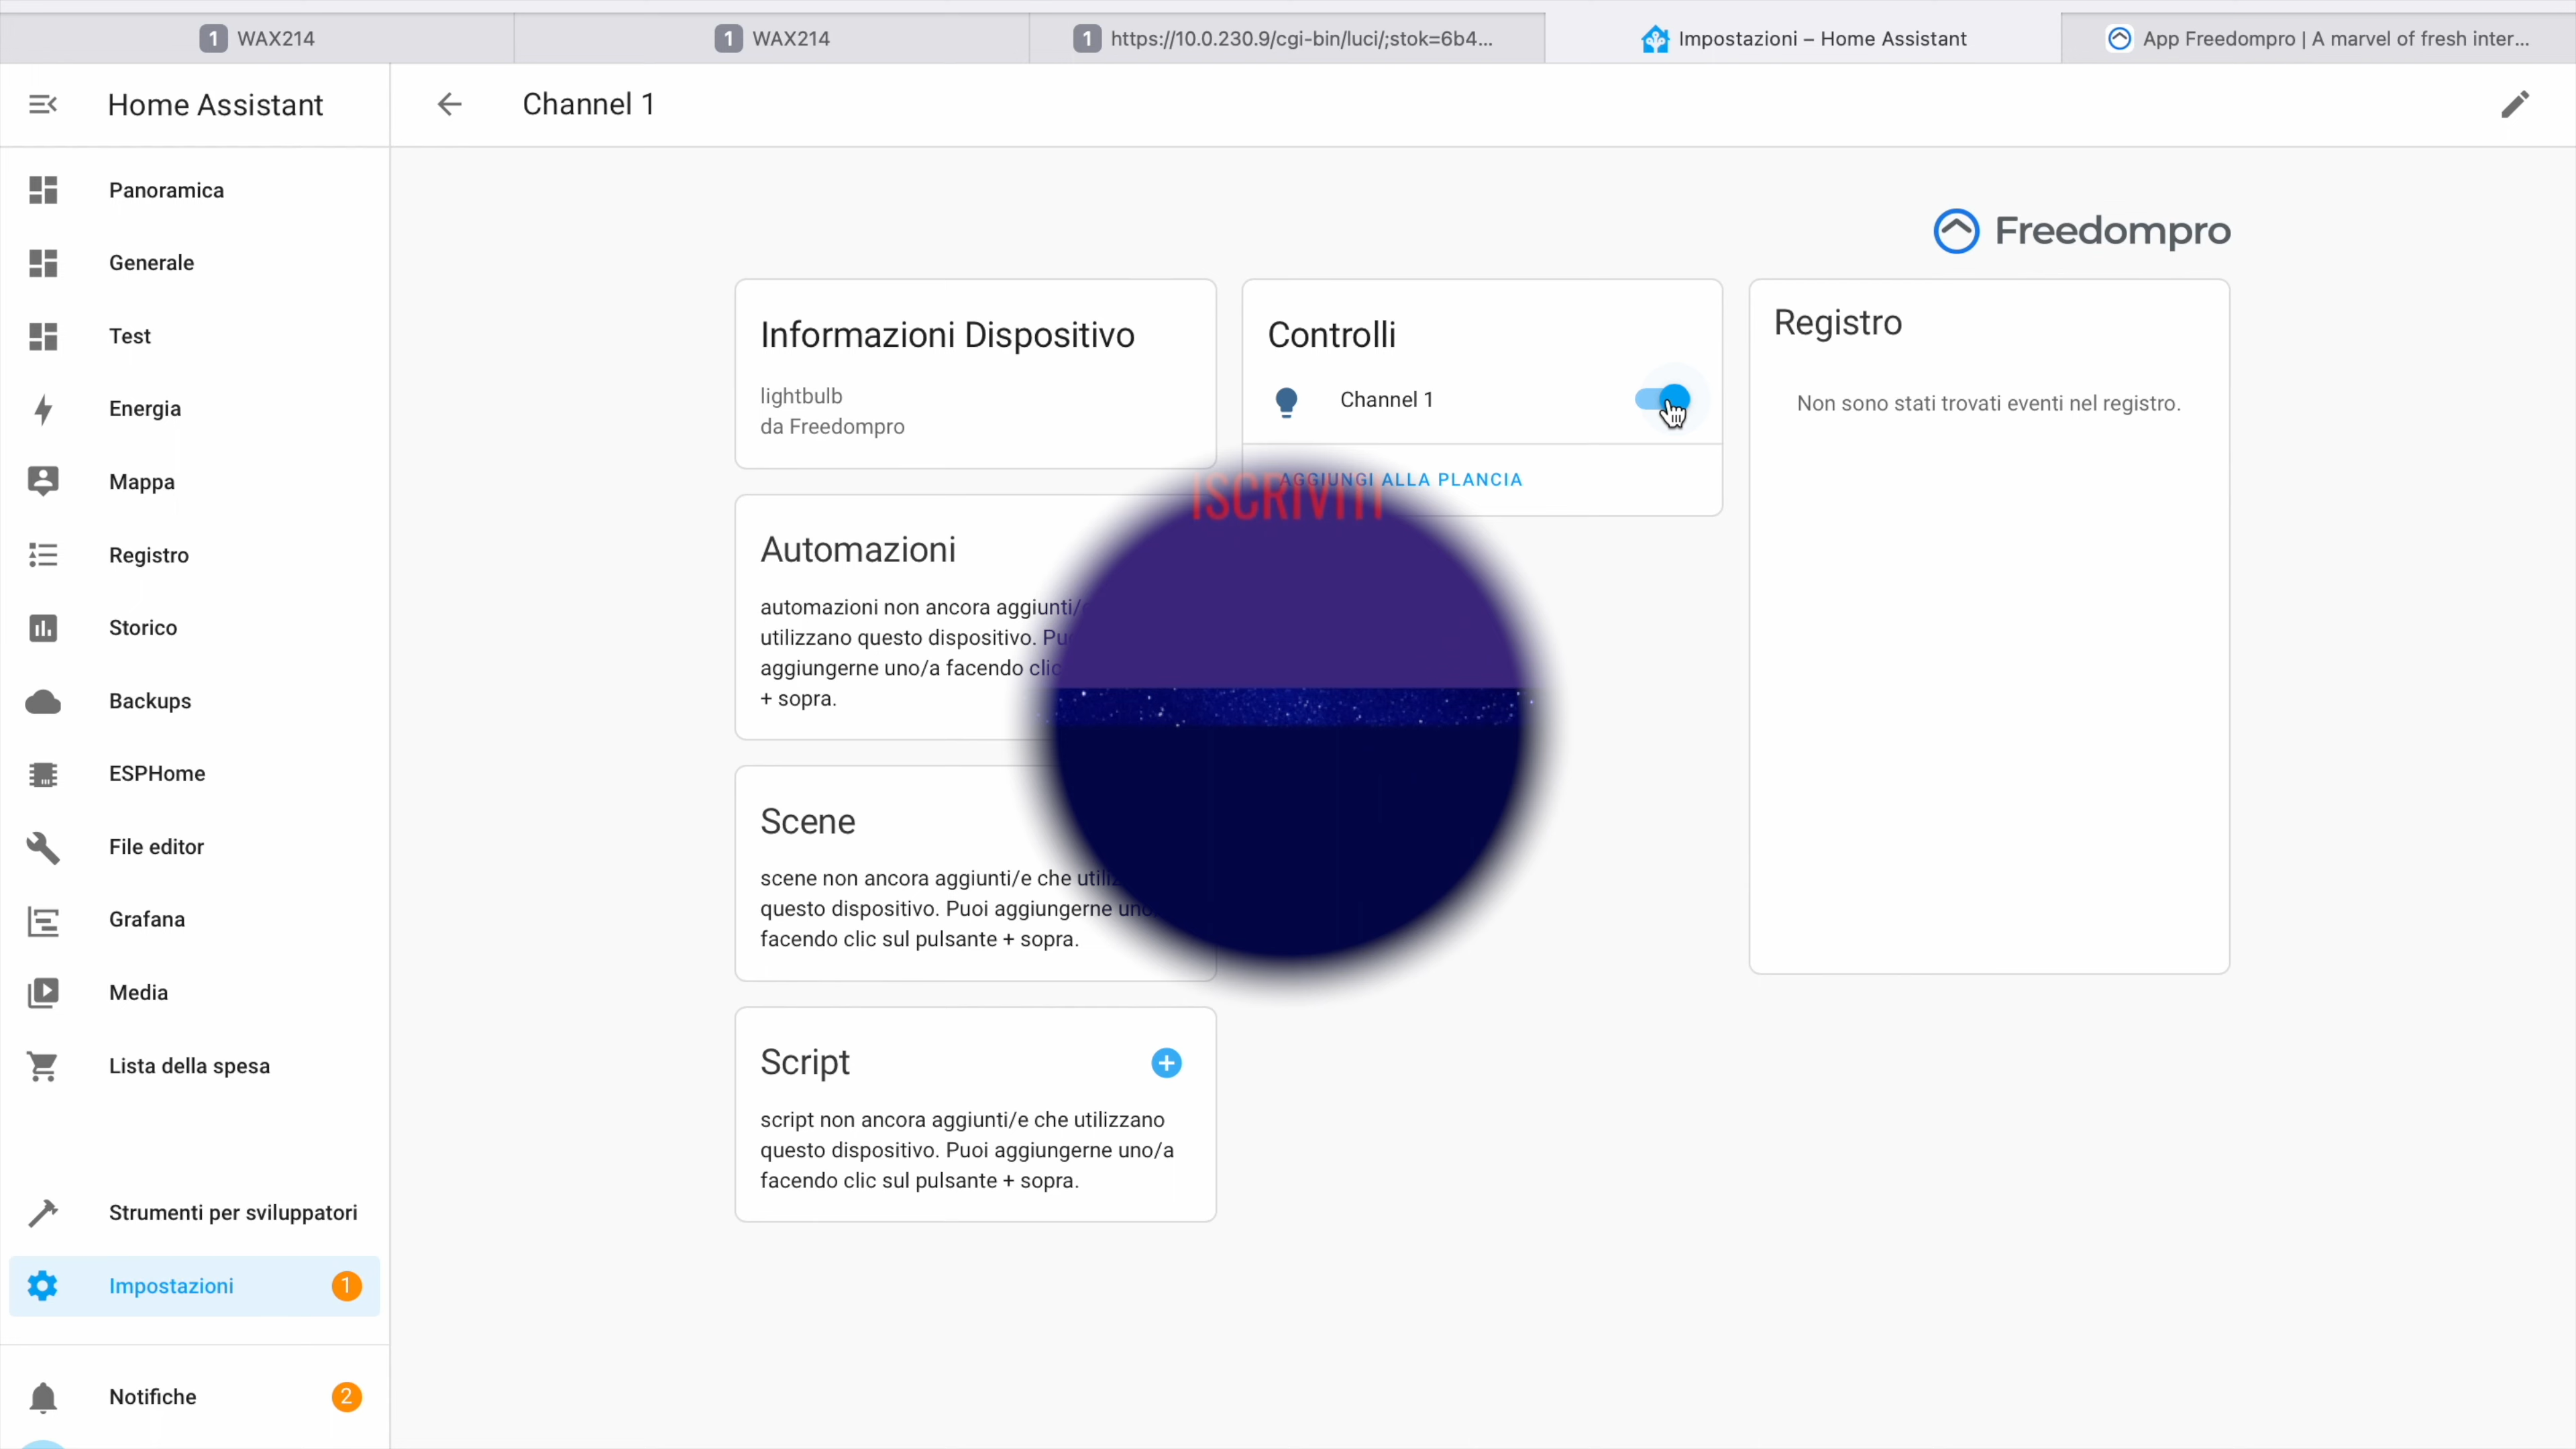 1 WAX214
1 WAX214
1 https://10.0.230.9/cgi-bin/luci/;stok=6b4...
Impostazioni – Home Assistant
App Freedompro | A marvel of fresh inter...
Home Assistant
Channel 1
Panoramica
Generale
Test
Energia
Mappa
Registro
Storico
Backups
ESPHome
File editor
Grafana
Media
Lista della spesa
Strumenti per sviluppatori
Impostazioni 1
Notifiche 2
Freedompro
Informazioni Dispositivo
lightbulb
da Freedompro
Automazioni
automazioni non ancora aggiunti/
utilizzano questo dispositivo.
aggiungerne uno/a facendo
+ sopra.
Scene
scene non ancora aggiunti/e che
questo dispositivo. Puoi aggiungerne
facendo clic sul pulsante + sopra.
Script
script non ancora aggiunti/e che utilizzano
questo dispositivo. Puoi aggiungerne uno/a
facendo clic sul pulsante + sopra.
Controlli
Channel 1
AGGIUNGI ALLA PLANCIA
ISCRIVITI
Registro
Non sono stati trovati eventi nel registro.